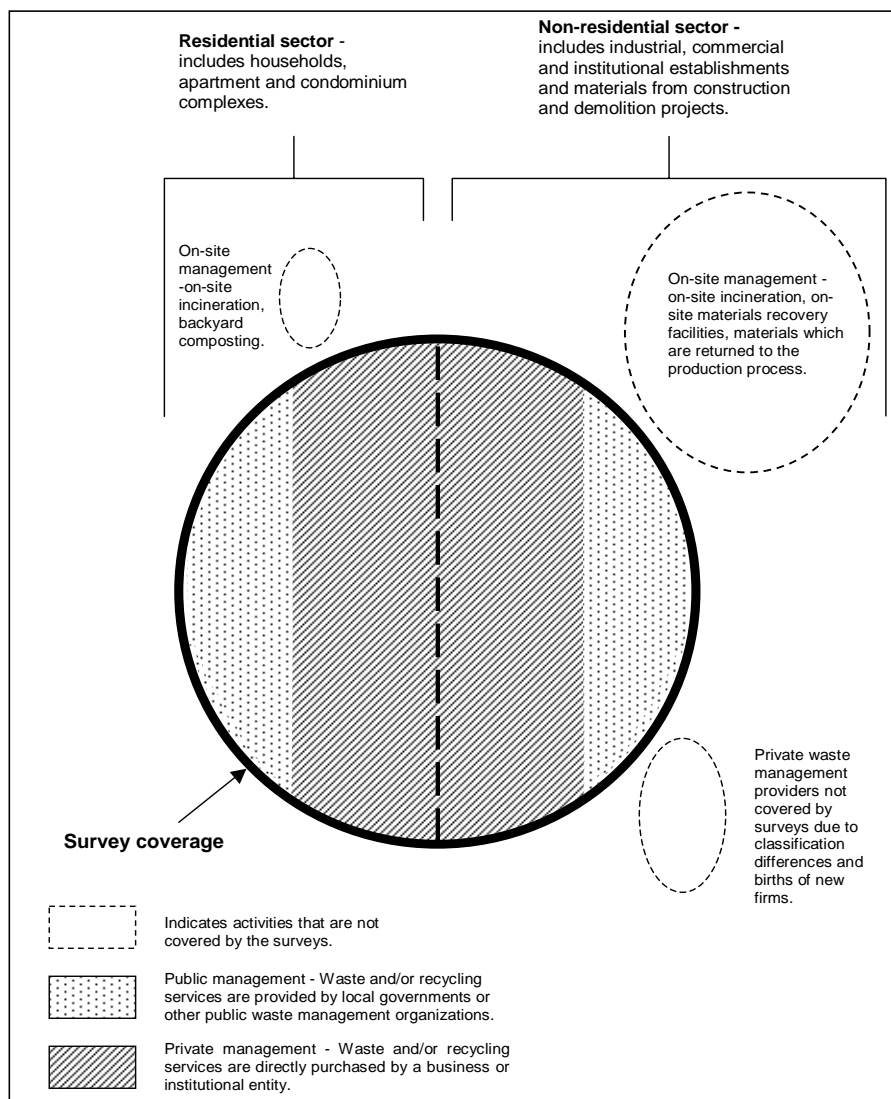 Residential sector -
includes households,
apartment and condominium
complexes.
Non-residential sector -
includes industrial, commercial
and institutional establishments
and materials from construction
and demolition projects.
On-site
management
-on-site
incineration,
backyard
composting.
On-site management -
on-site incineration, on-
site materials recovery
facilities, materials which
are returned to the
production process.
Survey coverage
Private waste
management
providers not
covered by
surveys due to
classification
differences and
births of new
firms.
Indicates activities that are not
covered by the surveys.
Public management - Waste and/or recycling
services are provided by local governments or
other public waste management organizations.
Private management - Waste and/or recycling
services are directly purchased by a business or
institutional entity.